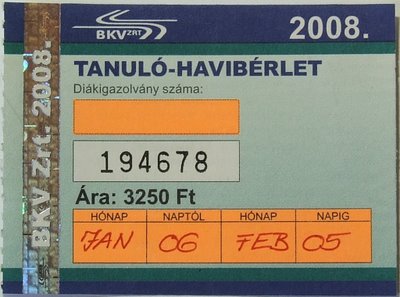 BKV ZRT
2008.
TANULÓ-HAVIBÉRLET
Diákigazolvány száma:
194678
Ára: 3250 Ft
HÓNAP NAPTÓL HÓNAP NAPIG
JAN 06 FEB 05
BKV Zrt. 2008.